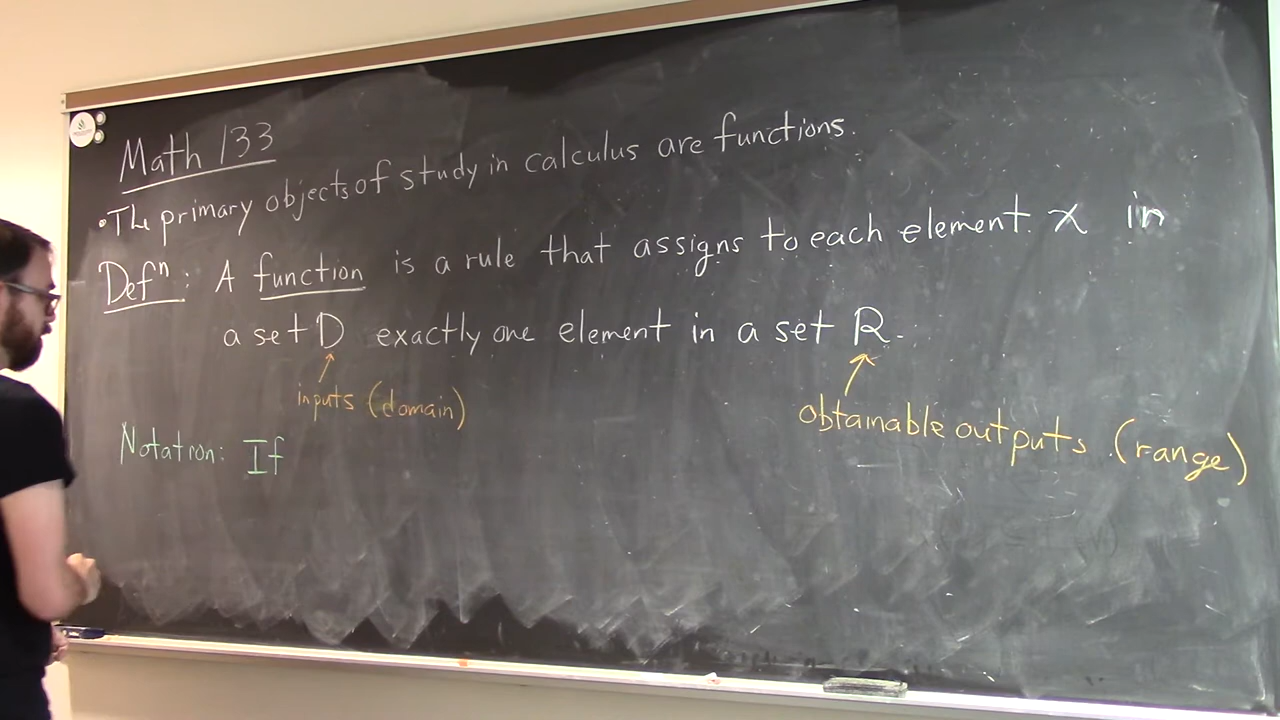 Math 133
• The primary objects of study in calculus are functions.
Defⁿ: A function is a rule that assigns to each element x in
a set D exactly one element in a set R.
inputs (domain)
obtainable outputs (range)
Notation: If